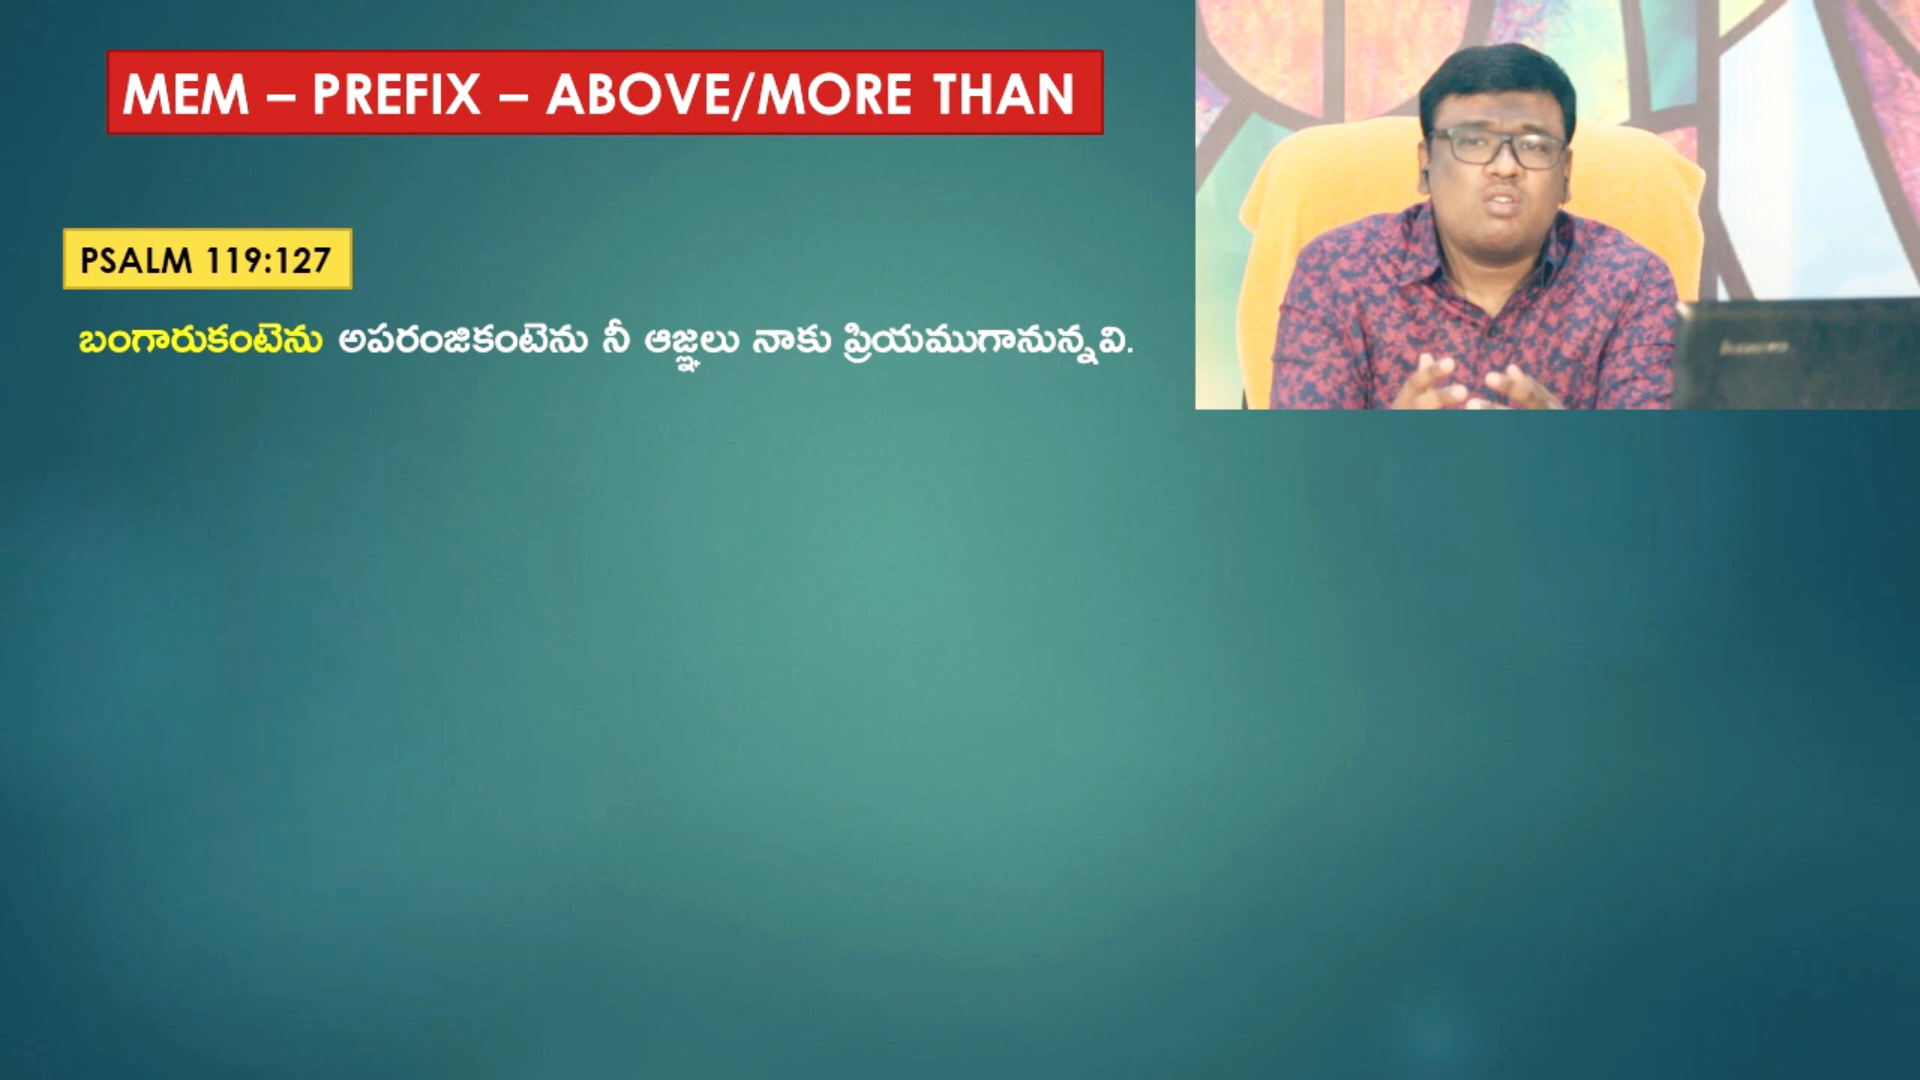 MEM – PREFIX – ABOVE/MORE THAN
PSALM 119:127
బంగారుకంటెను అపరంజికంటెను నీ ఆజ్ఞలు నాకు ప్రియముగానున్నవి.